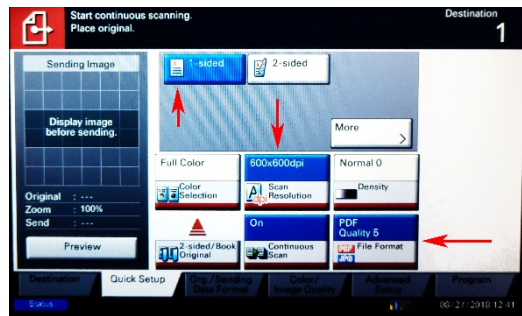 Start continuous scanning.
Place original.
Destination
1
Sending Image
Display image
before sending.
Original : ---
Zoom : 100%
Send : ---
Preview
1-sided
2-sided
More
Full Color
Color
Selection
600x600dpi
dpi
Scan
Resolution
Normal 0
Density
2-sided/Book
Original
On
Continuous
Scan
PDF
Quality 5
File Format
Destination
Quick Setup
Org./Sending
Data Format
Color/
Image Quality
Advanced
Setup
Program
Status
08/27/2018 12:41